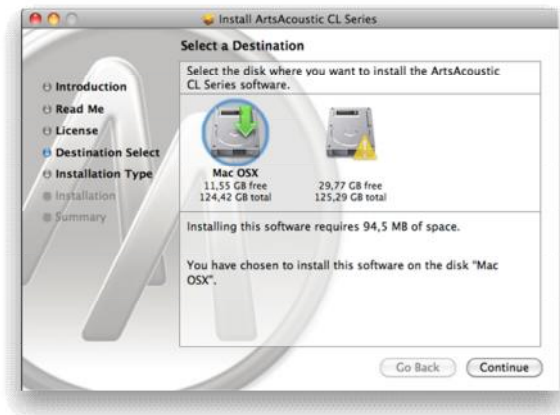 Install ArtsAcoustic CL Series
Select a Destination
Introduction
Read Me
License
Destination Select
Installation Type
Installation
Summary
Select the disk where you want to install the ArtsAcoustic
CL Series software.
Mac OSX
11,55 GB free
124,42 GB total
29,77 GB free
125,29 GB total
Installing this software requires 94,5 MB of space.
You have chosen to install this software on the disk "Mac
OSX".
Go Back
Continue